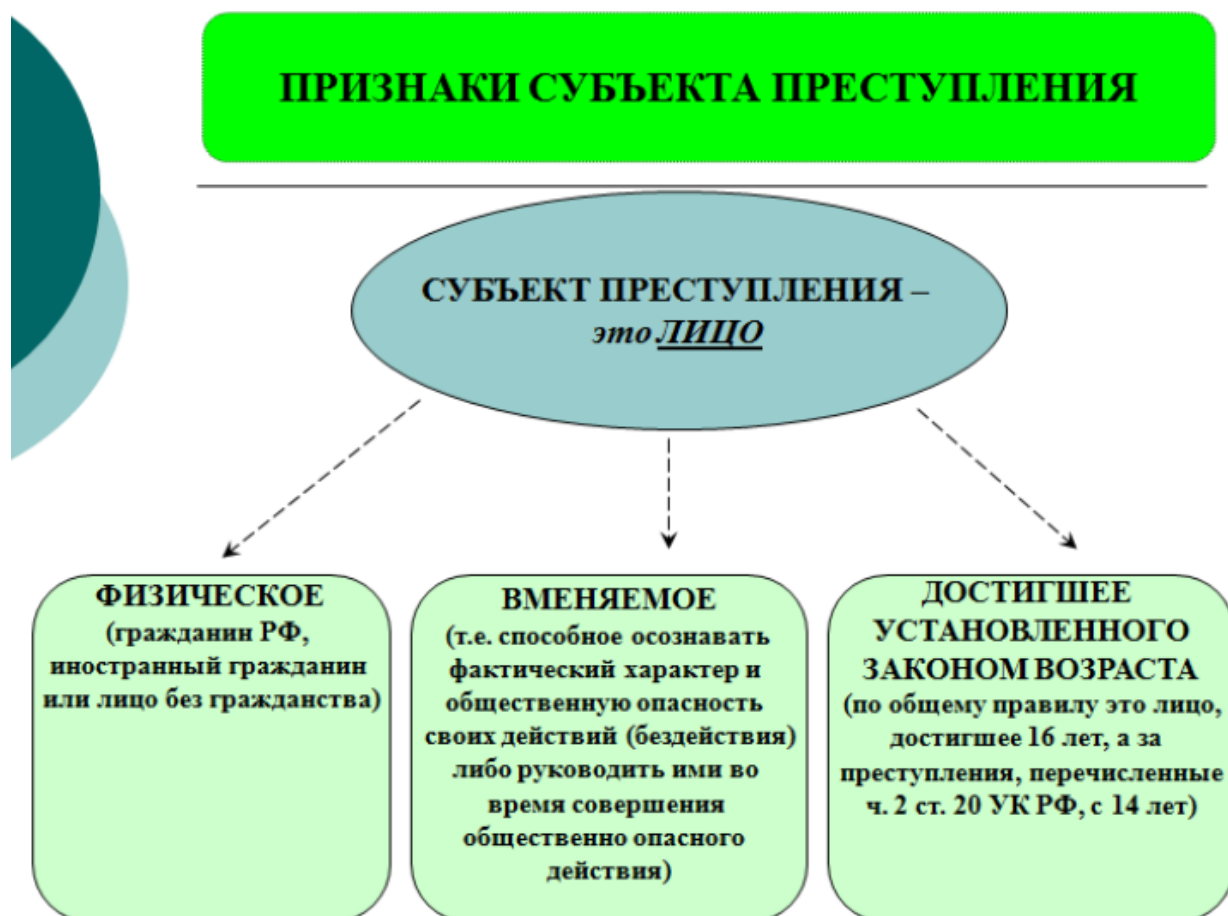 ПРИЗНАКИ СУБЪЕКТА ПРЕСТУПЛЕНИЯ
СУБЪЕКТ ПРЕСТУПЛЕНИЯ –
это ЛИЦО
ФИЗИЧЕСКОЕ
(гражданин РФ,
иностранный гражданин
или лицо без гражданства)
ВМЕНЯЕМОЕ
(т.е. способное осознавать
фактический характер и
общественную опасность
своих действий (бездействия)
либо руководить ими во
время совершения
общественно опасного
действия)
ДОСТИГШЕЕ
УСТАНОВЛЕННОГО
ЗАКОНОМ ВОЗРАСТА
(по общему правилу это лицо,
достигшее 16 лет, а за
преступления, перечисленные
ч. 2 ст. 20 УК РФ, с 14 лет)